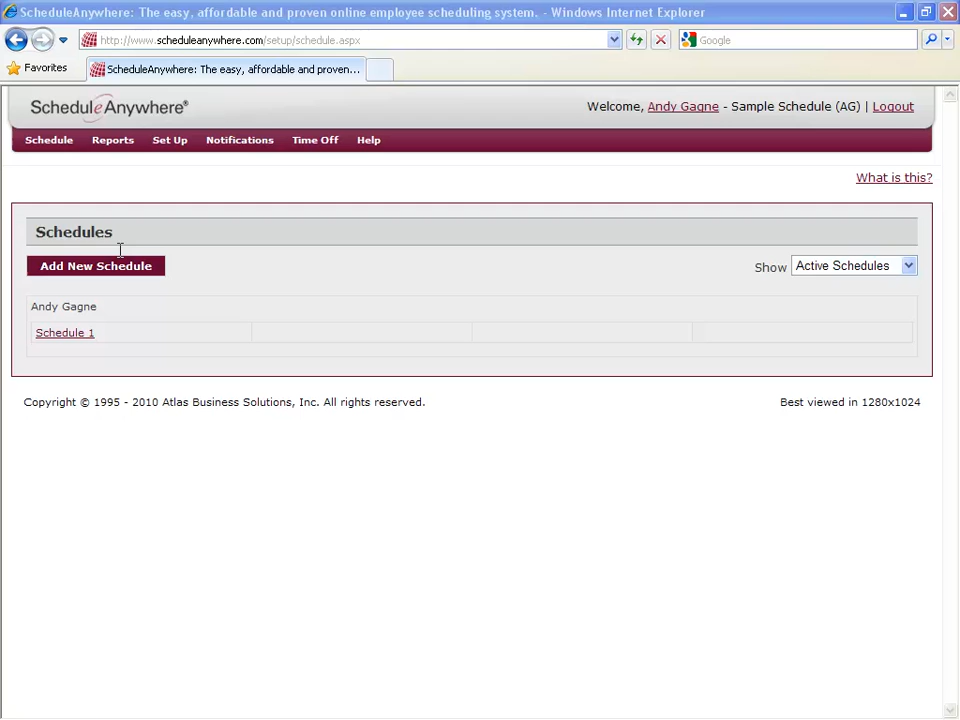 ScheduleAnywhere: The easy, affordable and proven online employee scheduling system. - Windows Internet Explorer
http://www.scheduleanywhere.com/setup/schedule.aspx
Google
Favorites
ScheduleAnywhere: The easy, affordable and proven...
ScheduleAnywhere®
Welcome, Andy Gagne - Sample Schedule (AG) | Logout
Schedule Reports Set Up Notifications Time Off Help
What is this?
Schedules
Add New Schedule
Show Active Schedules
Andy Gagne
Schedule 1
Copyright © 1995 - 2010 Atlas Business Solutions, Inc. All rights reserved.
Best viewed in 1280x1024